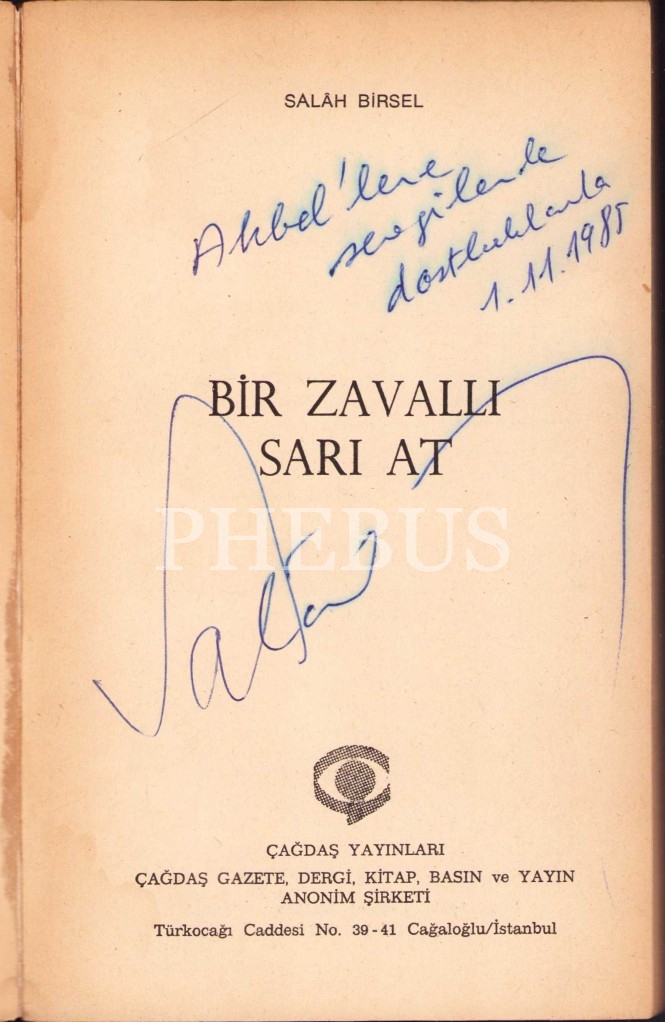 SALÂH BİRSEL
Akbel'lere
sevgilerle
dostluklarla
1.11.1985
BİR ZAVALLI
SARI AT
PHEBUS
ÇAĞDAŞ YAYINLARI
ÇAĞDAŞ GAZETE, DERGİ, KİTAP, BASIN ve YAYIN
ANONİM ŞİRKETİ
Türkocağı Caddesi No. 39-41 Cağaloğlu/İstanbul